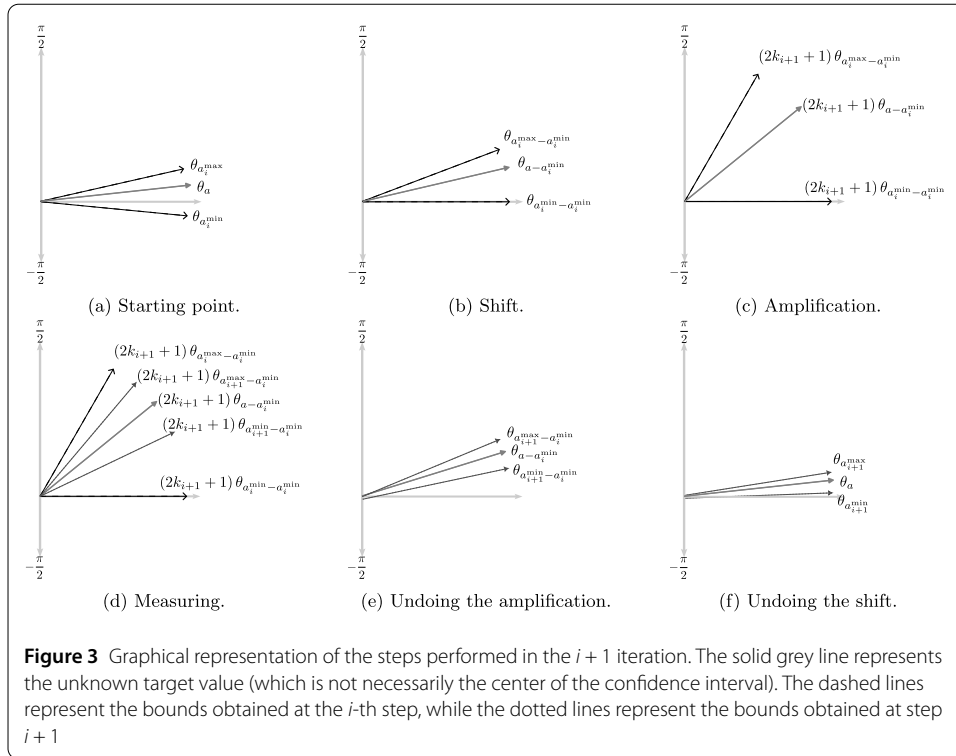 π/2
θ_{a_i^{max}}
θ_a
θ_{a_i^{min}}
−π/2
(a) Starting point.
π/2
θ_{a_i^{max}−a_i^{min}}
θ_{a−a_i^{min}}
θ_{a_i^{min}−a_i^{min}}
−π/2
(b) Shift.
π/2
(2k_{i+1} + 1) θ_{a_i^{max}−a_i^{min}}
(2k_{i+1} + 1) θ_{a−a_i^{min}}
(2k_{i+1} + 1) θ_{a_i^{min}−a_i^{min}}
−π/2
(c) Amplification.
π/2
(2k_{i+1} + 1) θ_{a_i^{max}−a_i^{min}}
(2k_{i+1} + 1) θ_{a_{i+1}^{max}−a_i^{min}}
(2k_{i+1} + 1) θ_{a−a_i^{min}}
(2k_{i+1} + 1) θ_{a_{i+1}^{min}−a_i^{min}}
(2k_{i+1} + 1) θ_{a_i^{min}−a_i^{min}}
−π/2
(d) Measuring.
π/2
θ_{a_{i+1}^{max}−a_i^{min}}
θ_{a−a_i^{min}}
θ_{a_{i+1}^{min}−a_i^{min}}
−π/2
(e) Undoing the amplification.
π/2
θ_{a_{i+1}^{max}}
θ_a
θ_{a_{i+1}^{min}}
−π/2
(f) Undoing the shift.
Figure 3 Graphical representation of the steps performed in the i + 1 iteration. The solid grey line represents
the unknown target value (which is not necessarily the center of the confidence interval). The dashed lines
represent the bounds obtained at the i-th step, while the dotted lines represent the bounds obtained at step
i + 1